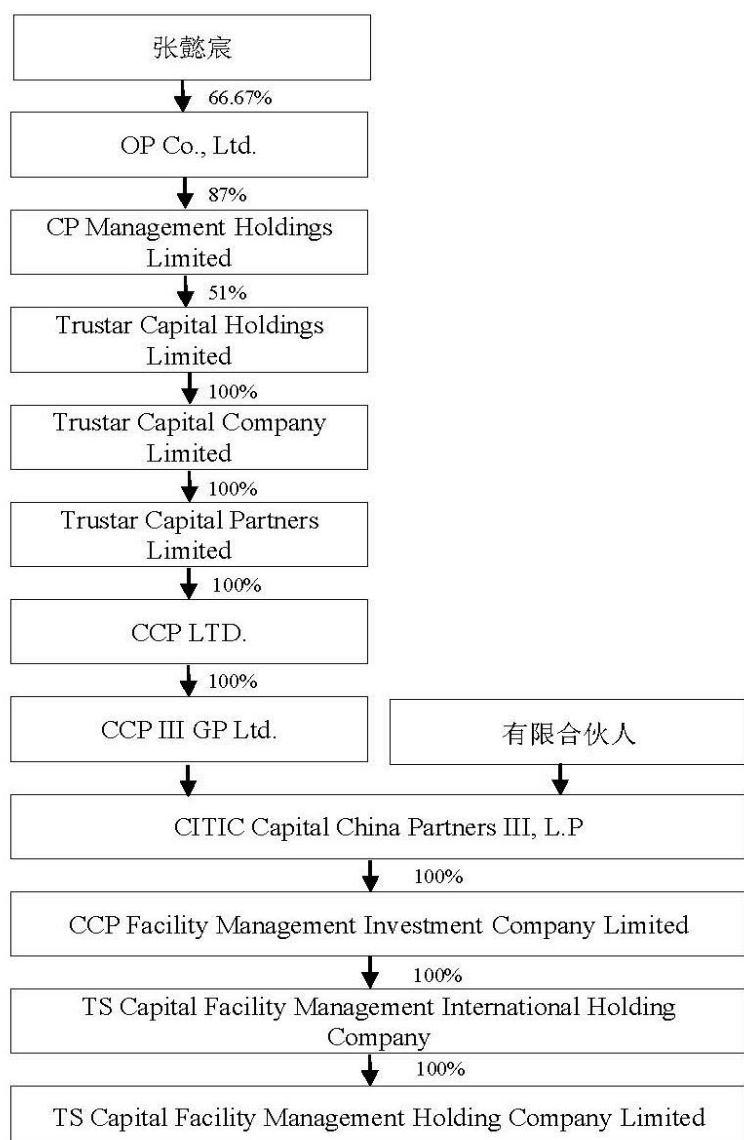 张懿宸
66.67%
OP Co., Ltd.
87%
CP Management Holdings
Limited
51%
Trustar Capital Holdings
Limited
100%
Trustar Capital Company
Limited
100%
Trustar Capital Partners
Limited
100%
CCP LTD.
100%
CCP III GP Ltd.
有限合伙人
CITIC Capital China Partners III, L.P
100%
CCP Facility Management Investment Company Limited
100%
TS Capital Facility Management International Holding
Company
100%
TS Capital Facility Management Holding Company Limited